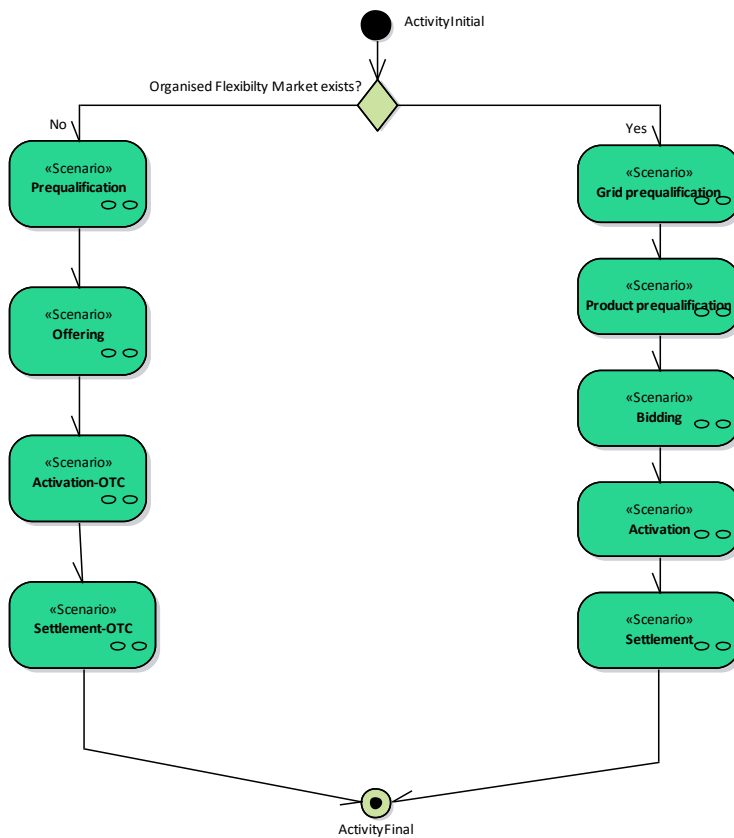 ActivityInitial
Organised Flexibilty Market exists?
No
Yes
«Scenario»
Prequalification
«Scenario»
Offering
«Scenario»
Activation-OTC
«Scenario»
Settlement-OTC
«Scenario»
Grid prequalification
«Scenario»
Product prequalification
«Scenario»
Bidding
«Scenario»
Activation
«Scenario»
Settlement
ActivityFinal